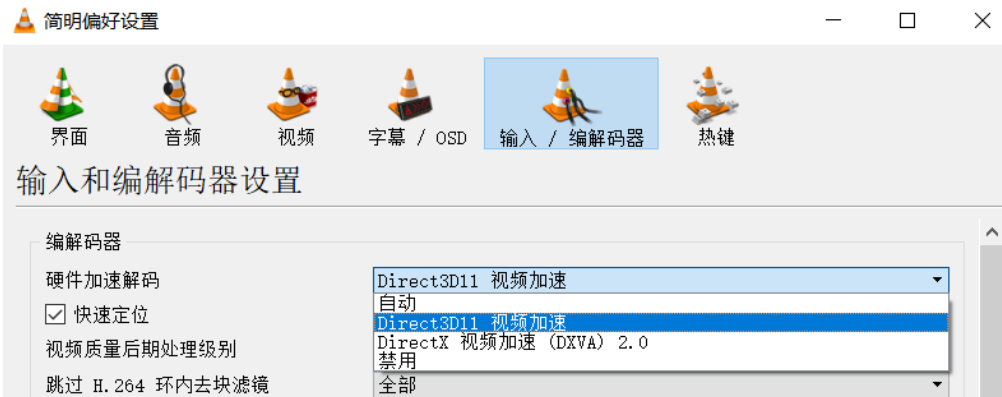 简明偏好设置
界面
音频
视频
字幕 / OSD
输入 / 编解码器
热键
输入和编解码器设置
编解码器
硬件加速解码
Direct3D11 视频加速
自动
快速定位
Direct3D11 视频加速
DirectX 视频加速 (DXVA) 2.0
视频质量后期处理级别
禁用
跳过 H.264 环内去块滤镜
全部